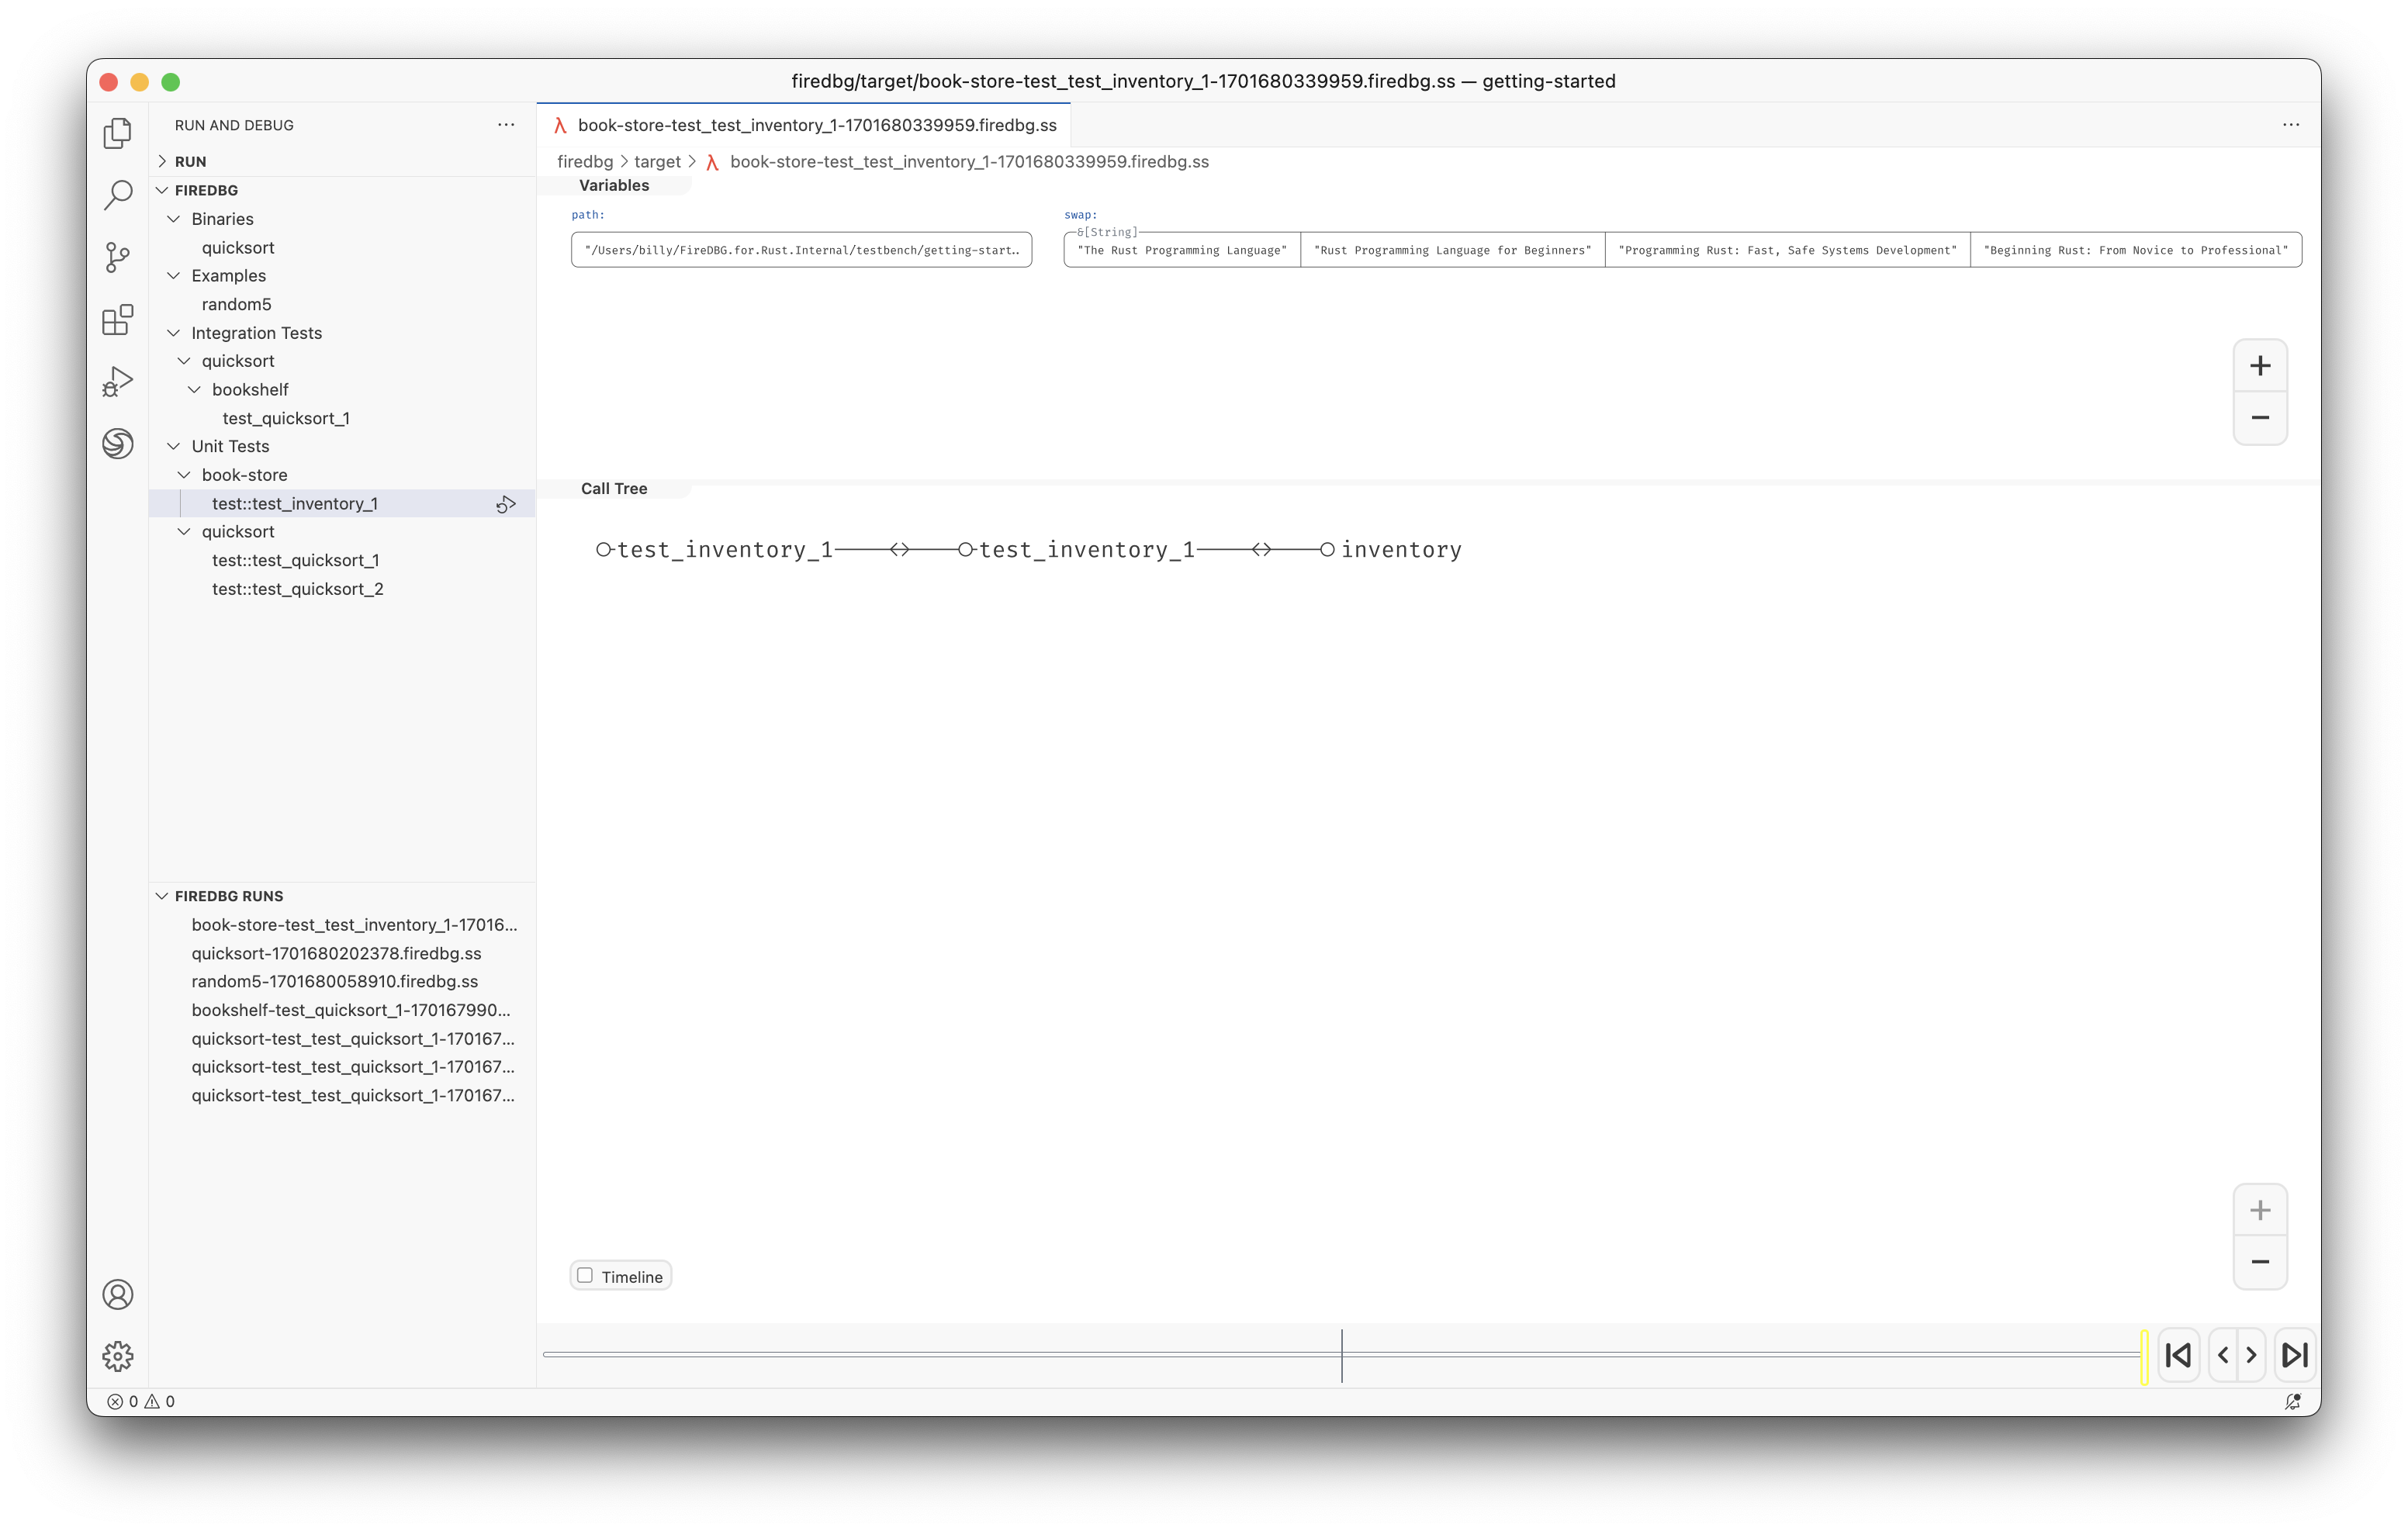 firedbg/target/book-store-test_test_inventory_1-1701680339959.firedbg.ss — getting-started
RUN AND DEBUG
RUN
FIREDBG
Binaries
quicksort
Examples
random5
Integration Tests
quicksort
bookshelf
test_quicksort_1
Unit Tests
book-store
test::test_inventory_1
quicksort
test::test_quicksort_1
test::test_quicksort_2
FIREDBG RUNS
book-store-test_test_inventory_1-17016...
quicksort-1701680202378.firedbg.ss
random5-1701680058910.firedbg.ss
bookshelf-test_quicksort_1-170167990...
quicksort-test_test_quicksort_1-170167...
quicksort-test_test_quicksort_1-170167...
quicksort-test_test_quicksort_1-170167...
book-store-test_test_inventory_1-1701680339959.firedbg.ss
firedbg > target > book-store-test_test_inventory_1-1701680339959.firedbg.ss
Variables
path:
"/Users/billy/FireDBG.for.Rust.Internal/testbench/getting-start..
swap:
&[String]
"The Rust Programming Language" "Rust Programming Language for Beginners" "Programming Rust: Fast, Safe Systems Development" "Beginning Rust: From Novice to Professional"
Call Tree
test_inventory_1 <> test_inventory_1 <> inventory
Timeline
0 0